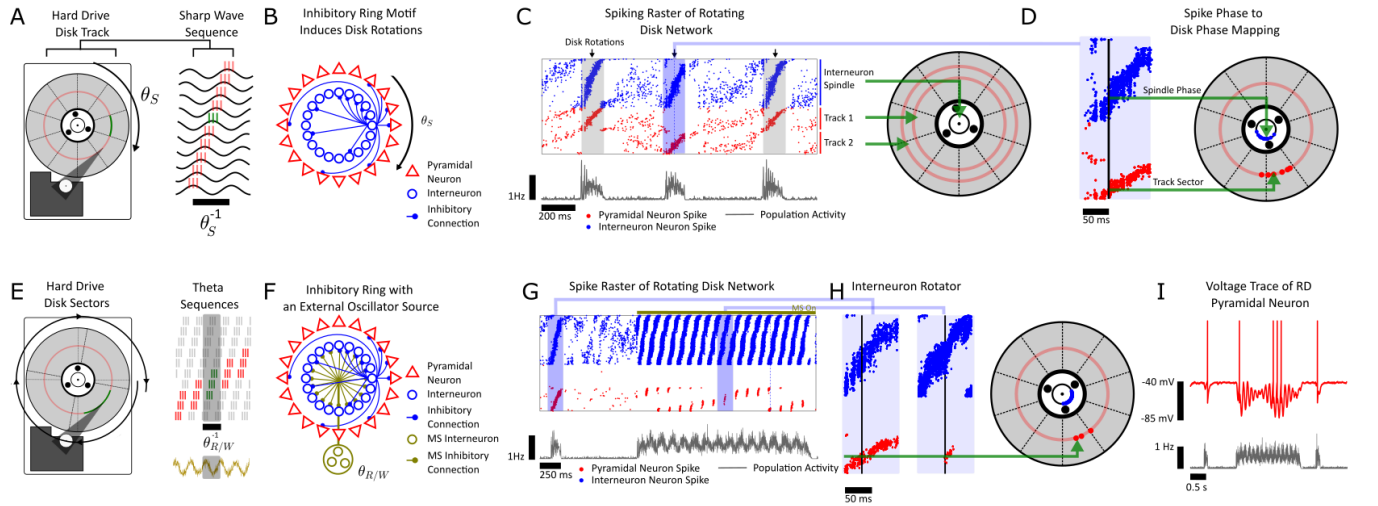 A
Hard Drive
Disk Track
Sharp Wave
Sequence
θS
θS-1
B
Inhibitory Ring Motif
Induces Disk Rotations
θS
Pyramidal
Neuron
Interneuron
Inhibitory
Connection
C
Spiking Raster of Rotating
Disk Network
Disk Rotations
Interneuron
Spindle
Track 1
Track 2
1Hz
200 ms
Pyramidal Neuron Spike
Population Activity
Interneuron Neuron Spike
D
Spike Phase to
Disk Phase Mapping
Spindle Phase
Track Sector
50 ms
E
Hard Drive
Disk Sectors
Theta
Sequences
θR/W-1
F
Inhibitory Ring with
an External Oscillator Source
Pyramidal
Neuron
Interneuron
Inhibitory
Connection
MS Interneuron
MS Inhibitory
Connection
θR/W
G
Spike Raster of Rotating Disk Network
MS On
1Hz
250 ms
Pyramidal Neuron Spike
Population Activity
Interneuron Neuron Spike
H
Interneuron Rotator
50 ms
I
Voltage Trace of RD
Pyramidal Neuron
-40 mV
-85 mV
1 Hz
0.5 s